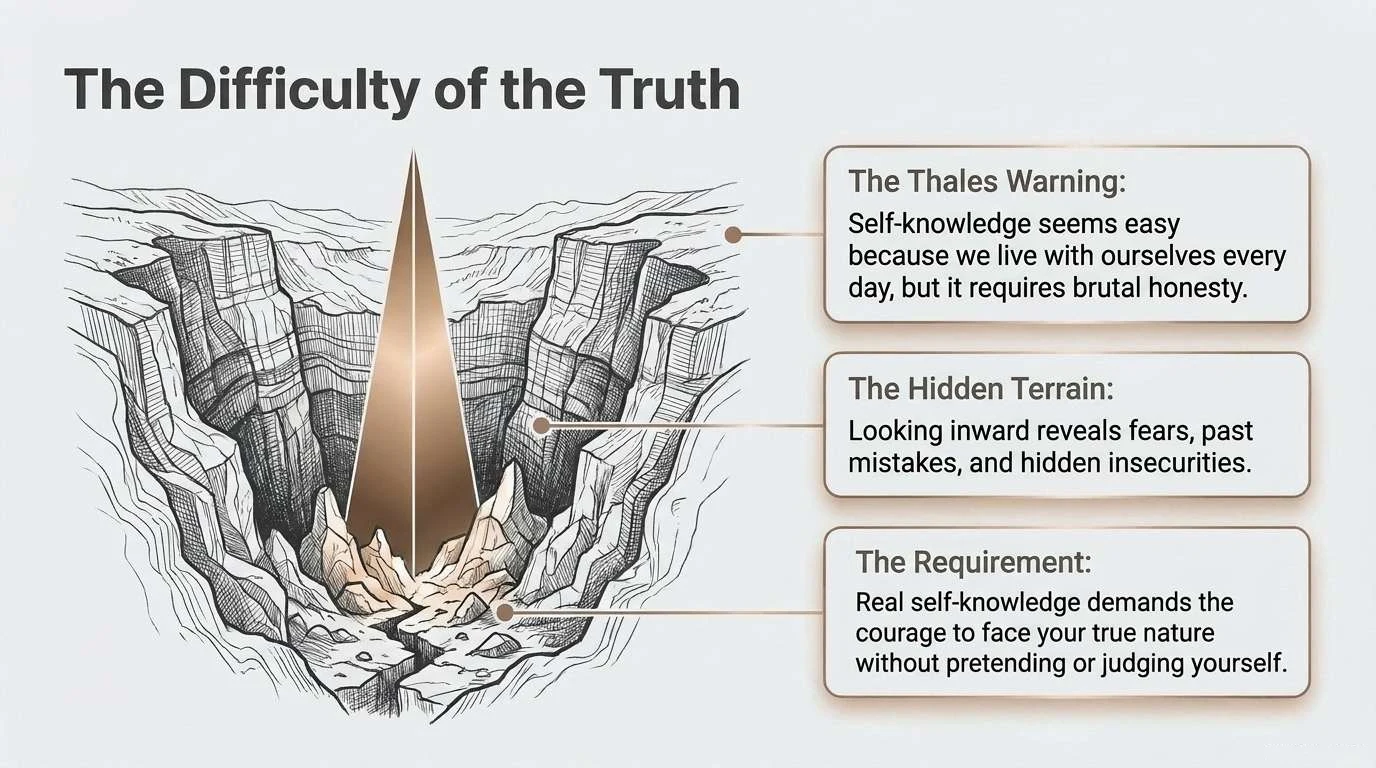 The Difficulty of the Truth
The Thales Warning:
Self-knowledge seems easy
because we live with ourselves every
day, but it requires brutal honesty.
The Hidden Terrain:
Looking inward reveals fears, past
mistakes, and hidden insecurities.
The Requirement:
Real self-knowledge demands the
courage to face your true nature
without pretending or judging yourself.